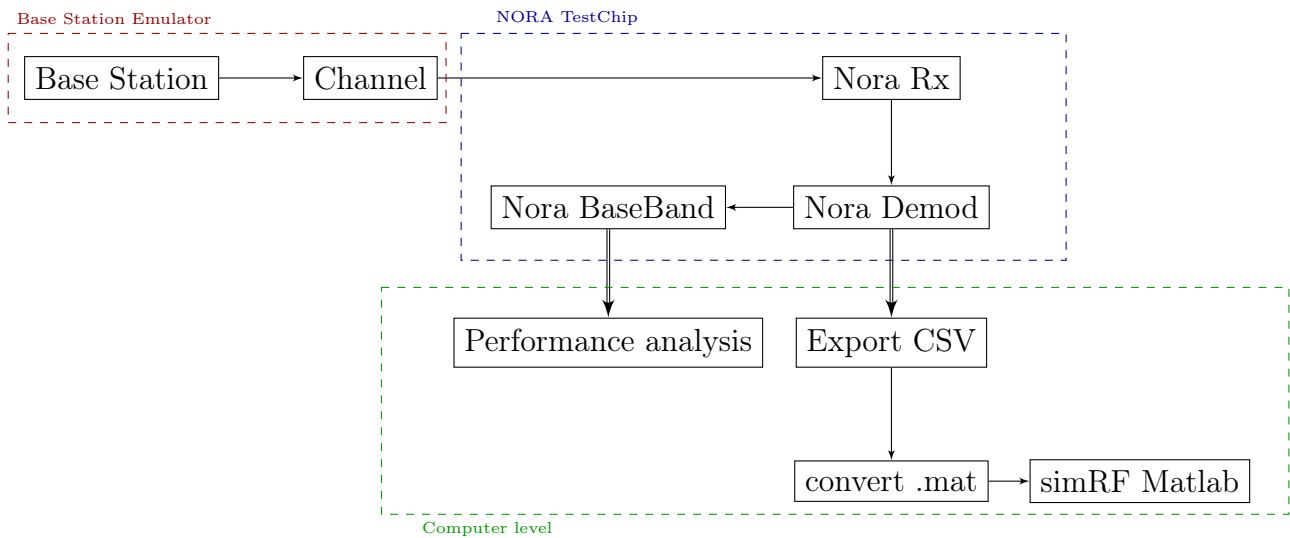 Base Station Emulator
NORA TestChip
Base Station
Channel
Nora Rx
Nora BaseBand
Nora Demod
Performance analysis
Export CSV
convert .mat
simRF Matlab
Computer level